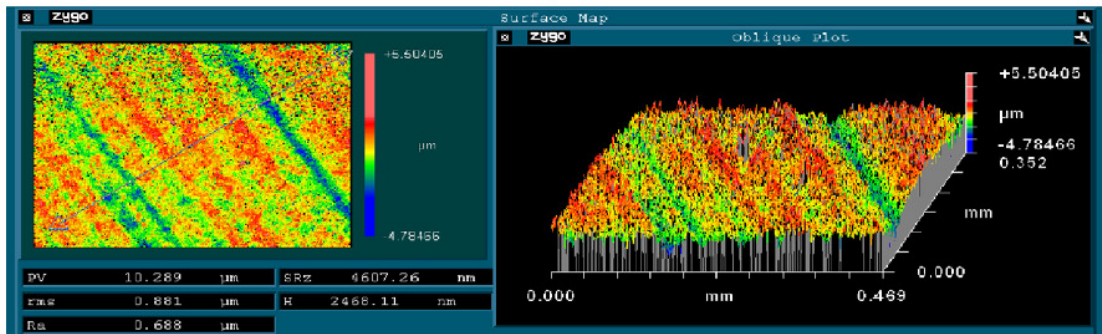 zygo Surface Map
+5.50405
µm
-4.78466
PV 10.289 µm SRz 4607.26 nm
rms 0.881 µm H 2468.11 nm
Ra 0.688 µm
zygo Oblique Plot
+5.50405
µm
-4.78466
0.352
mm
0.000
0.000 mm 0.469